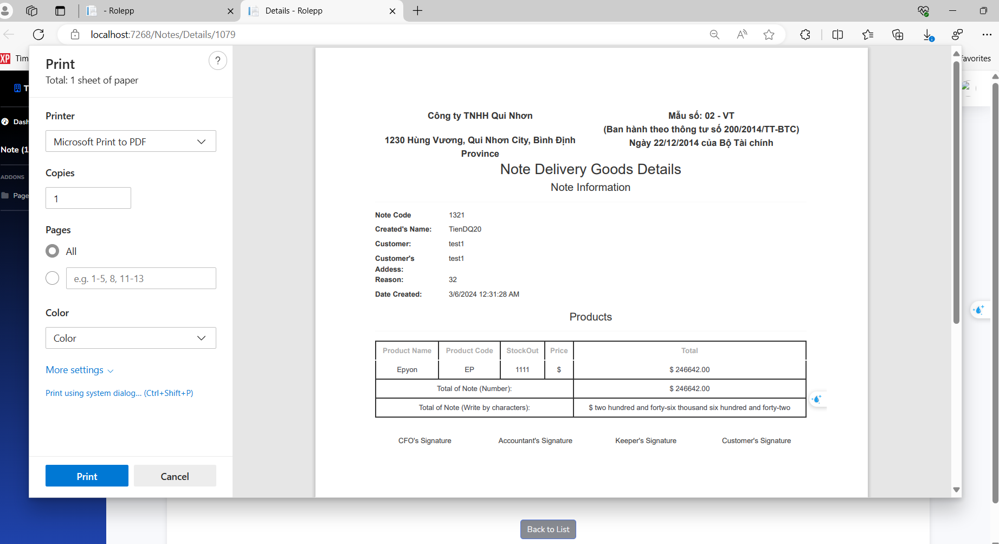 - Rolepp
Details - Rolepp
localhost:7268/Notes/Details/1079
XP Tim
favorites
T
Dash
Note (1
ADDONS
Page
Print
?
Total: 1 sheet of paper
Printer
Microsoft Print to PDF
Copies
1
Pages
All
e.g. 1-5, 8, 11-13
Color
Color
More settings
Print using system dialog... (Ctrl+Shift+P)
Print
Cancel
Công ty TNHH Qui Nhơn
1230 Hùng Vương, Qui Nhơn City, Bình Định
Province
Mẫu số: 02 - VT
(Ban hành theo thông tư số 200/2014/TT-BTC)
Ngày 22/12/2014 của Bộ Tài chính
Note Delivery Goods Details
Note Information
Note Code 1321
Created's Name: TienDQ20
Customer: test1
Customer's test1
Addess:
Reason: 32
Date Created: 3/6/2024 12:31:28 AM
Products
Product Name Product Code StockOut Price Total
Epyon EP 1111 $ $ 246642.00
Total of Note (Number): $ 246642.00
Total of Note (Write by characters): $ two hundred and forty-six thousand six hundred and forty-two
CFO's Signature Accountant's Signature Keeper's Signature Customer's Signature
Back to List